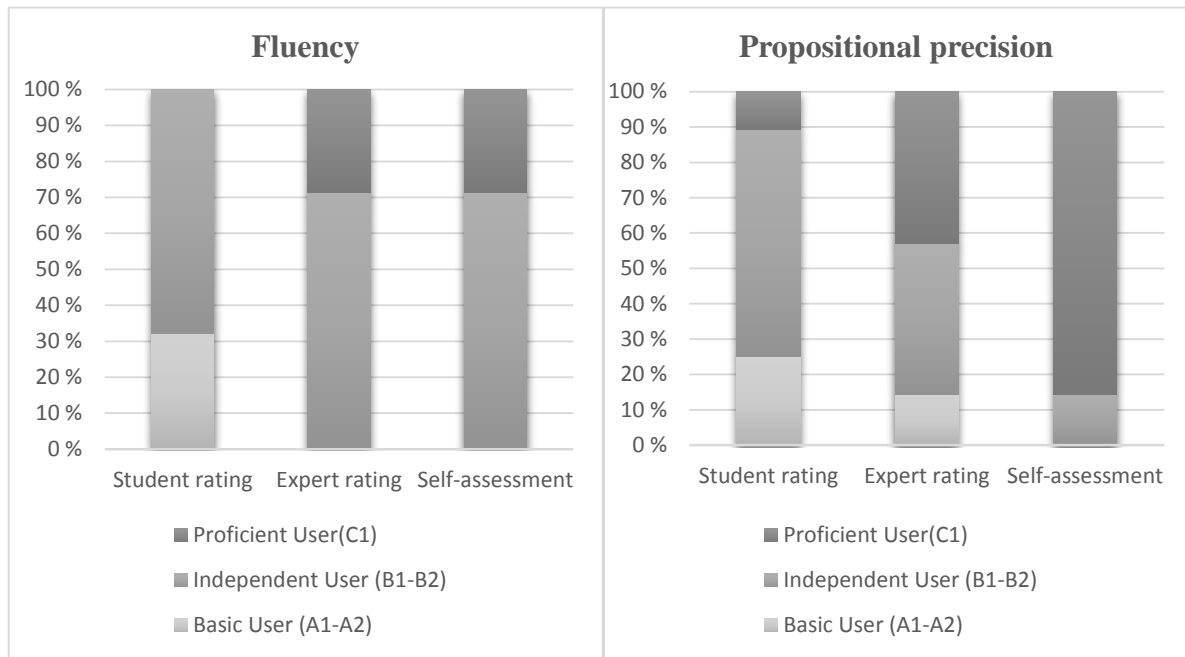 Fluency
100 %
90 %
80 %
70 %
60 %
50 %
40 %
30 %
20 %
10 %
0 %
Student rating Expert rating Self-assessment
Proficient User(C1)
Independent User (B1-B2)
Basic User (A1-A2)
Propositional precision
100 %
90 %
80 %
70 %
60 %
50 %
40 %
30 %
20 %
10 %
0 %
Student rating Expert rating Self-assessment
Proficient User(C1)
Independent User (B1-B2)
Basic User (A1-A2)